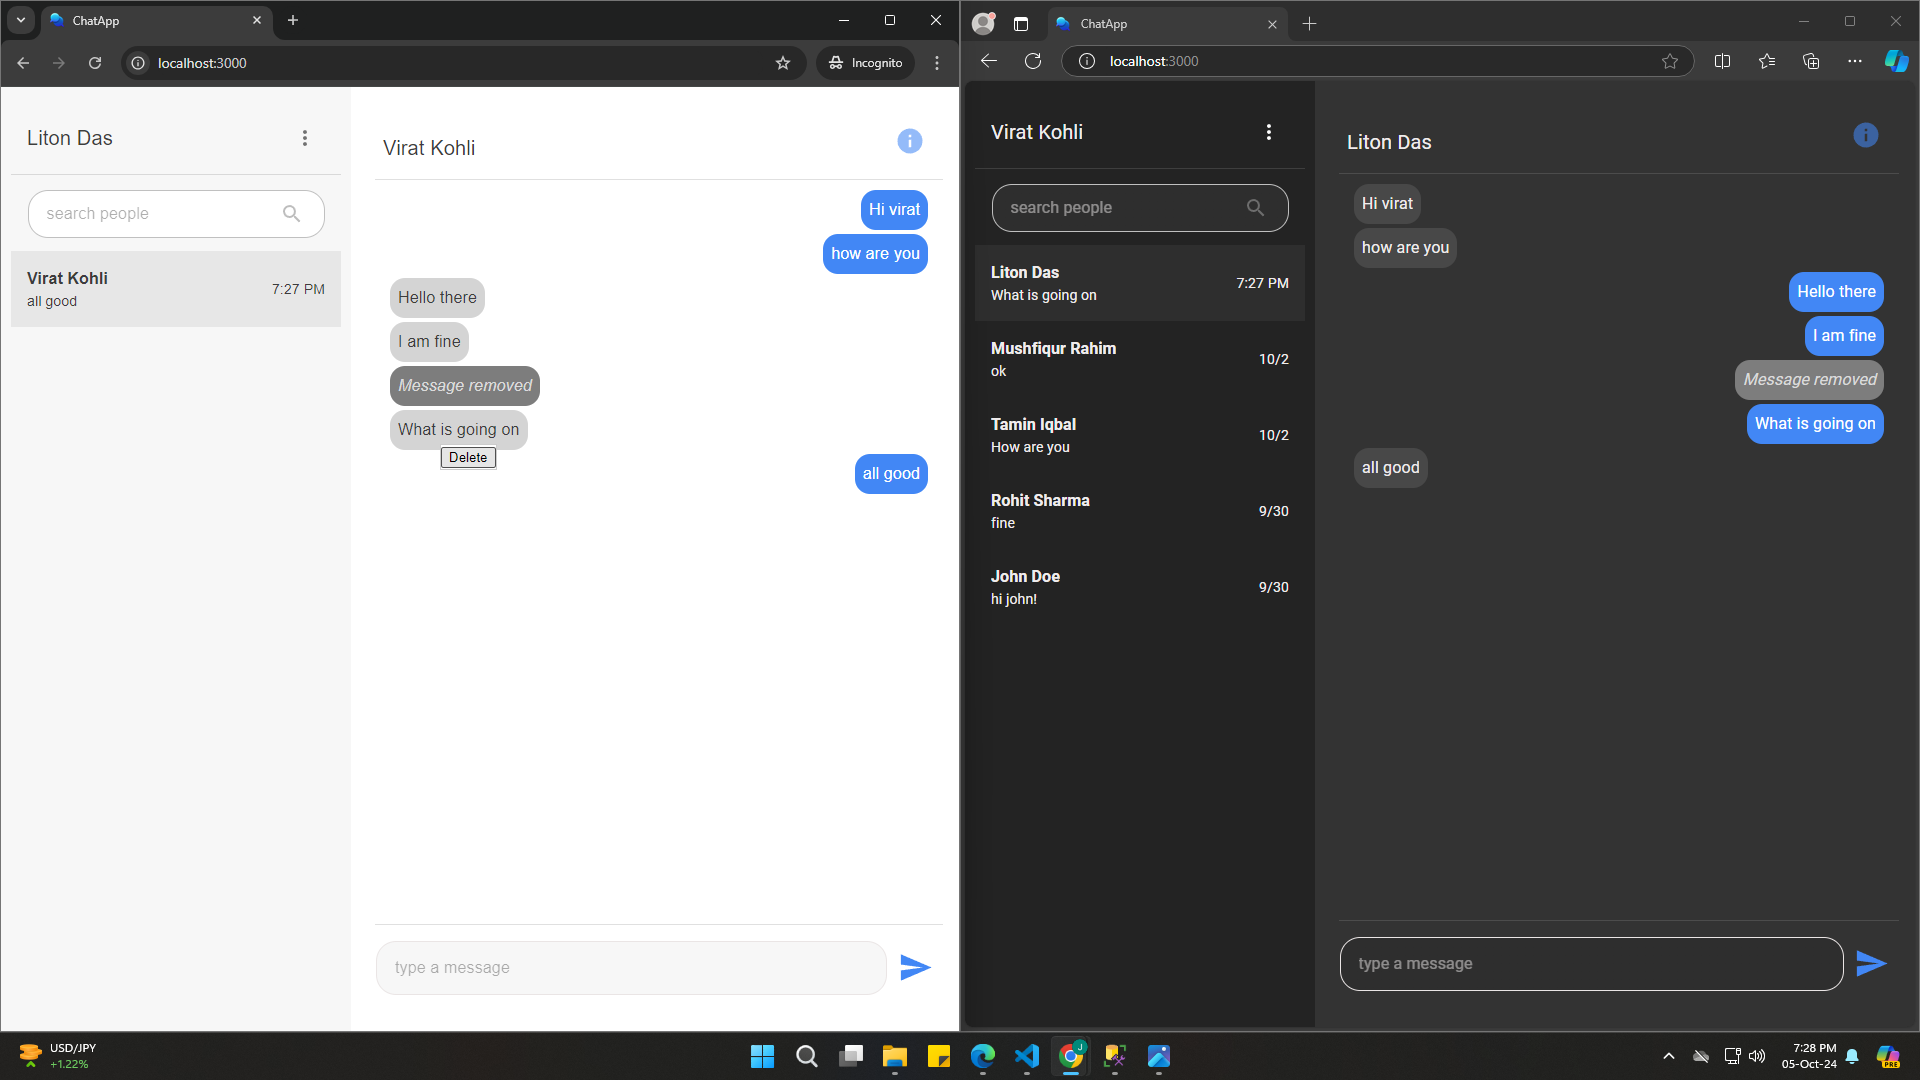 ChatApp
localhost:3000
Incognito
Liton Das
search people
Virat Kohli
all good
7:27 PM
Virat Kohli
Hi virat
how are you
Hello there
I am fine
Message removed
What is going on
Delete
all good
type a message
ChatApp
localhost:3000
Virat Kohli
search people
Liton Das
What is going on
7:27 PM
Mushfiqur Rahim
ok
10/2
Tamin Iqbal
How are you
10/2
Rohit Sharma
fine
9/30
John Doe
hi john!
9/30
Liton Das
Hi virat
how are you
Hello there
I am fine
Message removed
What is going on
all good
type a message
USD/JPY
+1.22%
J
7:28 PM
05-Oct-24
PRE